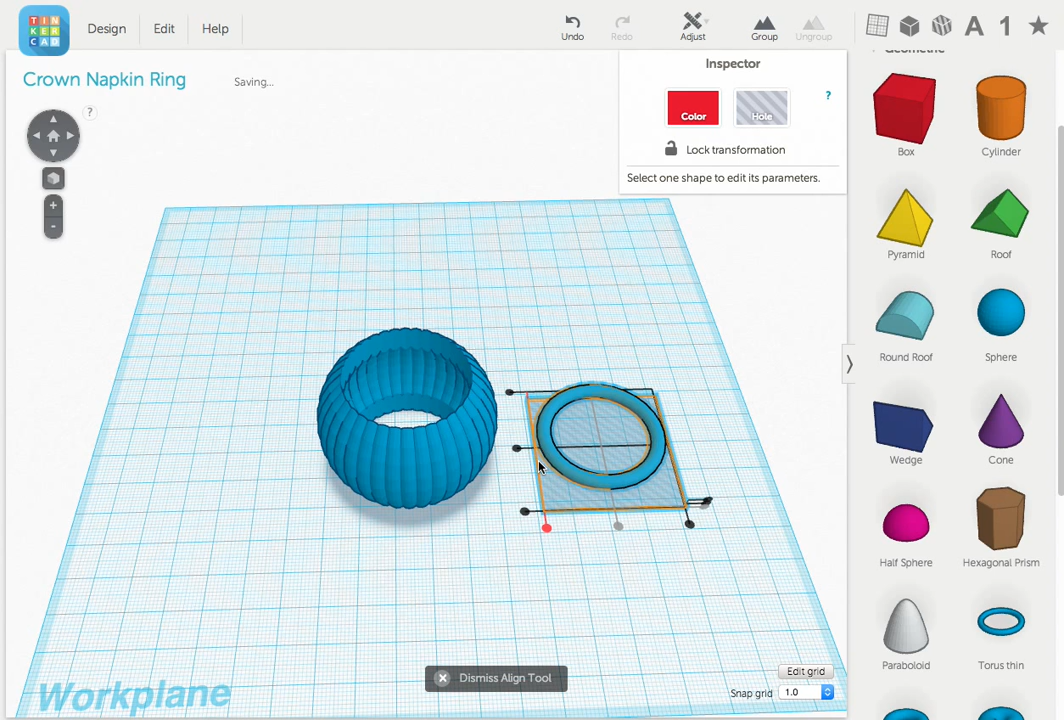 TIN
KER
CAD
Design
Edit
Help
Undo
Redo
Adjust
Group
Ungroup
A
1
Crown Napkin Ring
Saving...
?
Inspector
Color
Hole
?
Lock transformation
Select one shape to edit its parameters.
+
-
Geometric
Box
Cylinder
Pyramid
Roof
Round Roof
Sphere
Wedge
Cone
Half Sphere
Hexagonal Prism
Paraboloid
Torus thin
Workplane
Dismiss Align Tool
Edit grid
Snap grid 1.0